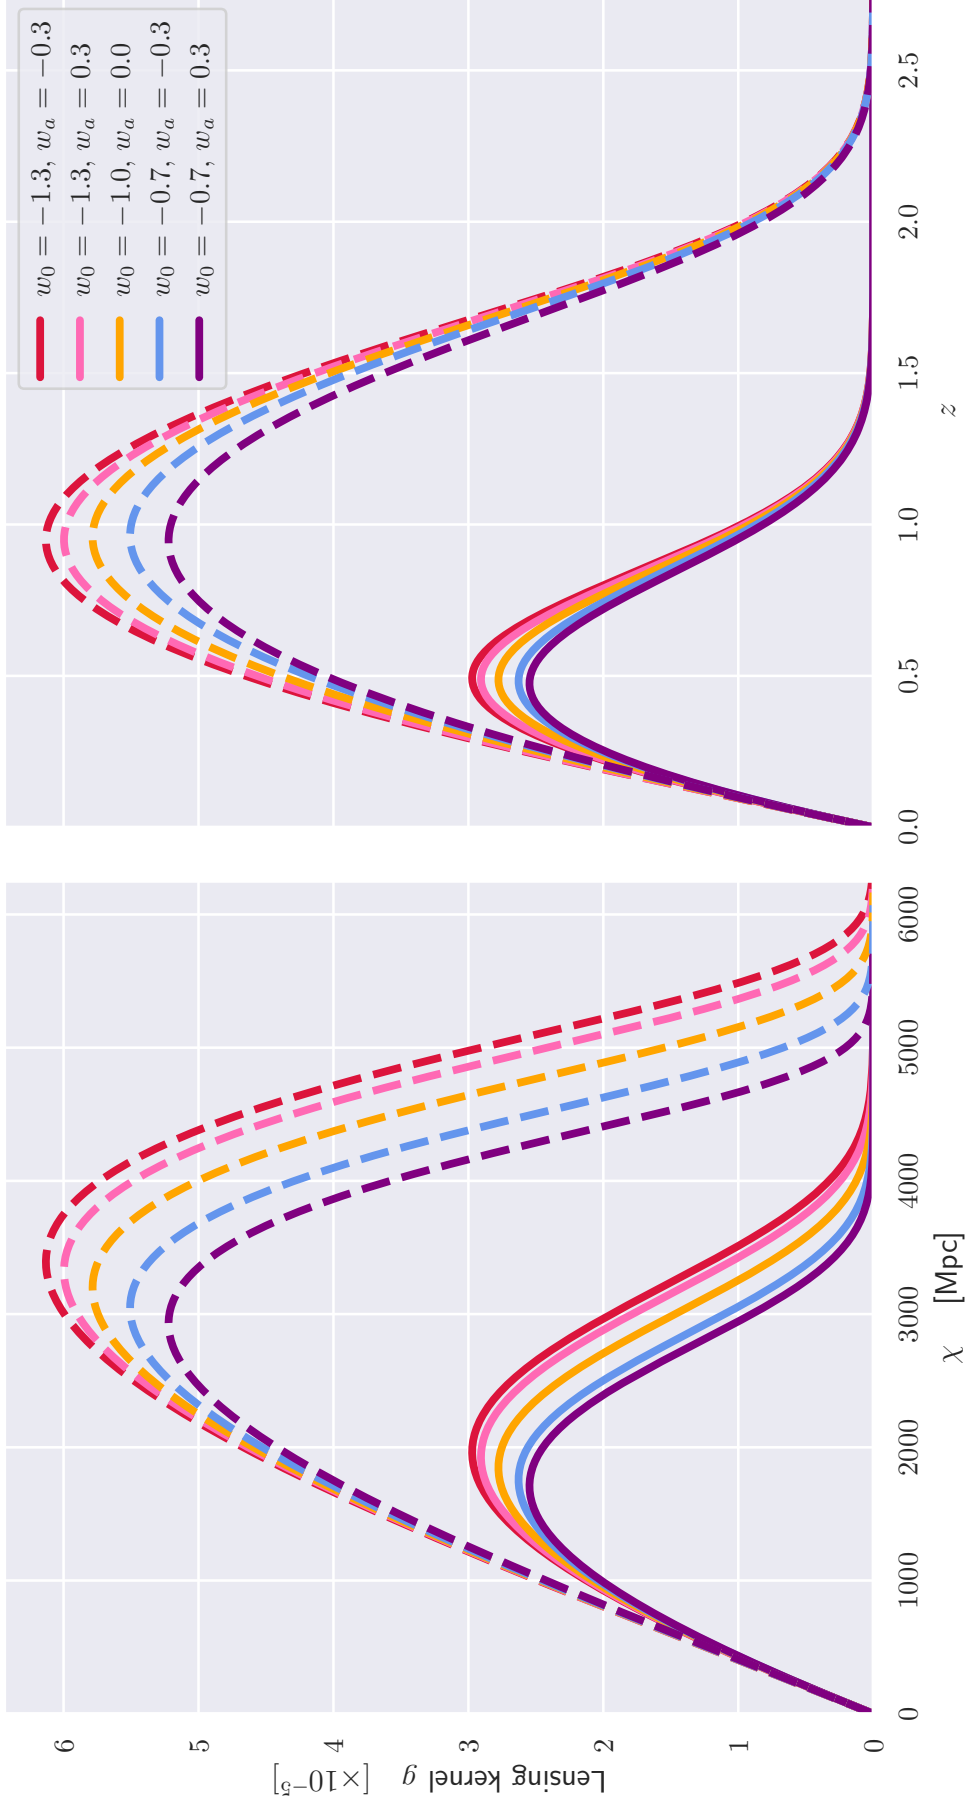 Lensing kernel g [×10⁻⁵]
6
5
4
3
2
1
0
0 1000 2000 3000 4000 5000 6000
χ [Mpc]
w₀ = −1.3, wₐ = −0.3
w₀ = −1.3, wₐ = 0.3
w₀ = −1.0, wₐ = 0.0
w₀ = −0.7, wₐ = −0.3
w₀ = −0.7, wₐ = 0.3
0.0 0.5 1.0 1.5 2.0 2.5
z